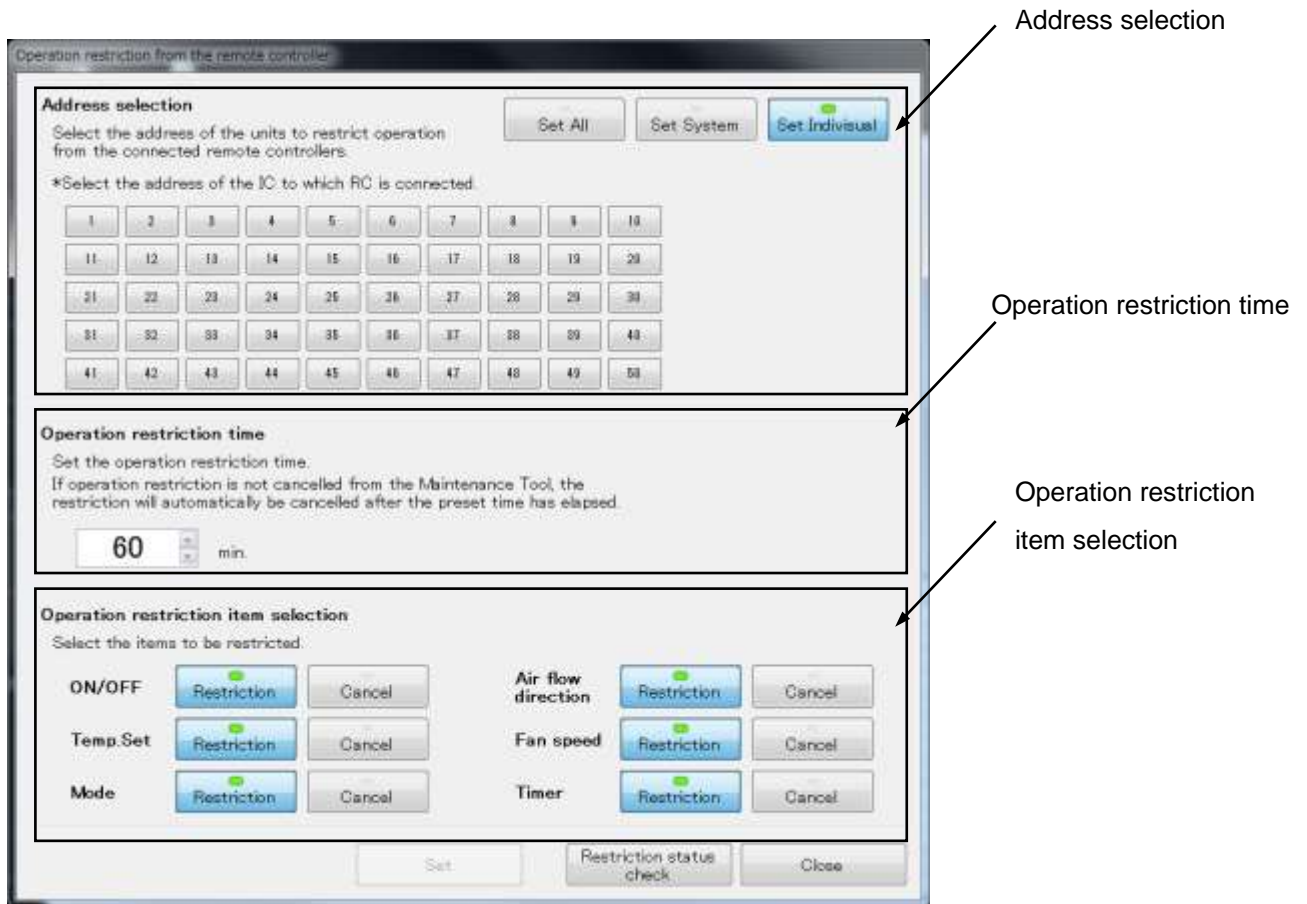 Address selection
Operation restriction from the remote controller
Address selection
Set All Set System Set Indivisual
Select the address of the units to restrict operation
from the connected remote controllers.
*Select the address of the IC to which RC is connected.
1 2 3 4 5 6 7 8 9 10
11 12 13 14 15 16 17 18 19 20
21 22 23 24 25 26 27 28 29 30
31 32 33 34 35 36 37 38 39 40
41 42 43 44 45 46 47 48 49 50
Operation restriction time
Operation restriction time
Set the operation restriction time.
If operation restriction is not cancelled from the Maintenance Tool, the
restriction will automatically be cancelled after the preset time has elapsed.
60 min.
Operation restriction
item selection
Operation restriction item selection
Select the items to be restricted.
ON/OFF Restriction Cancel Air flow direction Restriction Cancel
Temp.Set Restriction Cancel Fan speed Restriction Cancel
Mode Restriction Cancel Timer Restriction Cancel
Set Restriction status check Close